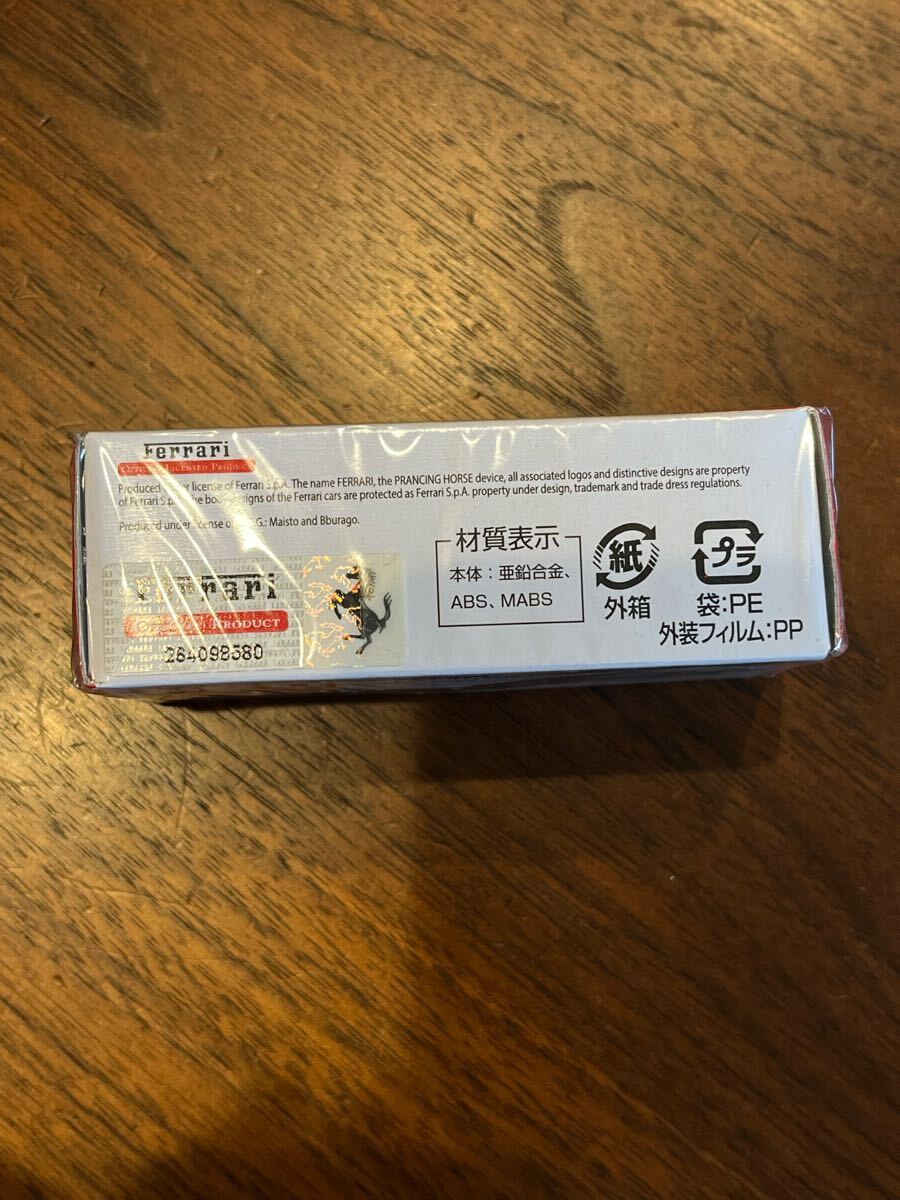 Ferrari
OFFICIAL LICENSED PRODUCT
Produced under license of Ferrari S.p.A. The name FERRARI, the PRANCING HORSE device, all associated logos and distinctive designs are property
of Ferrari S.p. the body designs of the Ferrari cars are protected as Ferrari S.p.A. property under design, trademark and trade dress regulations.
Produced under license of G.: Maisto and Bburago.
Ferrari
PRODUCT
264098580
材質表示
本体：亜鉛合金、
ABS、MABS
紙
外箱
プラ
袋：PE
外装フィルム：PP